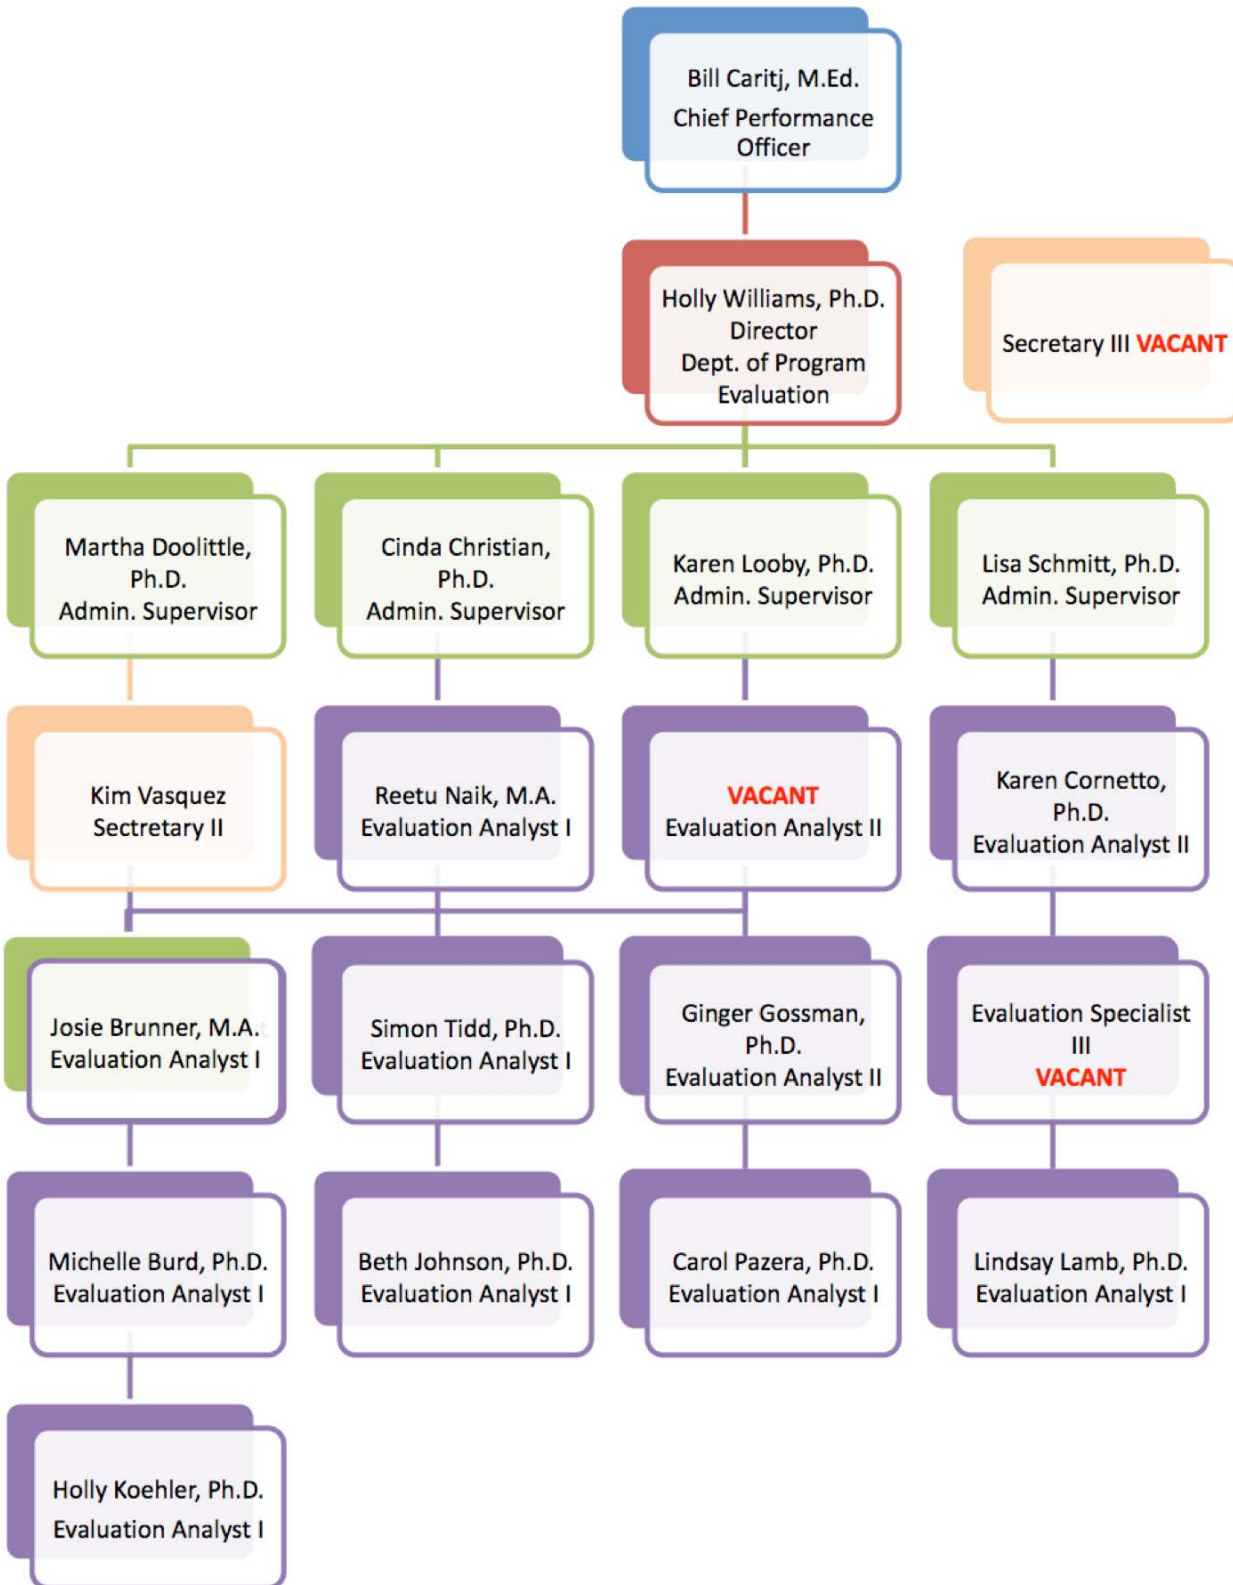 Bill Caritj, M.Ed.
Chief Performance
Officer
Holly Williams, Ph.D.
Director
Dept. of Program
Evaluation
Secretary III VACANT
Martha Doolittle,
Ph.D.
Admin. Supervisor
Cinda Christian,
Ph.D.
Admin. Supervisor
Karen Looby, Ph.D.
Admin. Supervisor
Lisa Schmitt, Ph.D.
Admin. Supervisor
Kim Vasquez
Sectretary II
Reetu Naik, M.A.
Evaluation Analyst I
VACANT
Evaluation Analyst II
Karen Cornetto,
Ph.D.
Evaluation Analyst II
Josie Brunner, M.A.
Evaluation Analyst I
Simon Tidd, Ph.D.
Evaluation Analyst I
Ginger Gossman,
Ph.D.
Evaluation Analyst II
Evaluation Specialist
III
VACANT
Michelle Burd, Ph.D.
Evaluation Analyst I
Beth Johnson, Ph.D.
Evaluation Analyst I
Carol Pazera, Ph.D.
Evaluation Analyst I
Lindsay Lamb, Ph.D.
Evaluation Analyst I
Holly Koehler, Ph.D.
Evaluation Analyst I